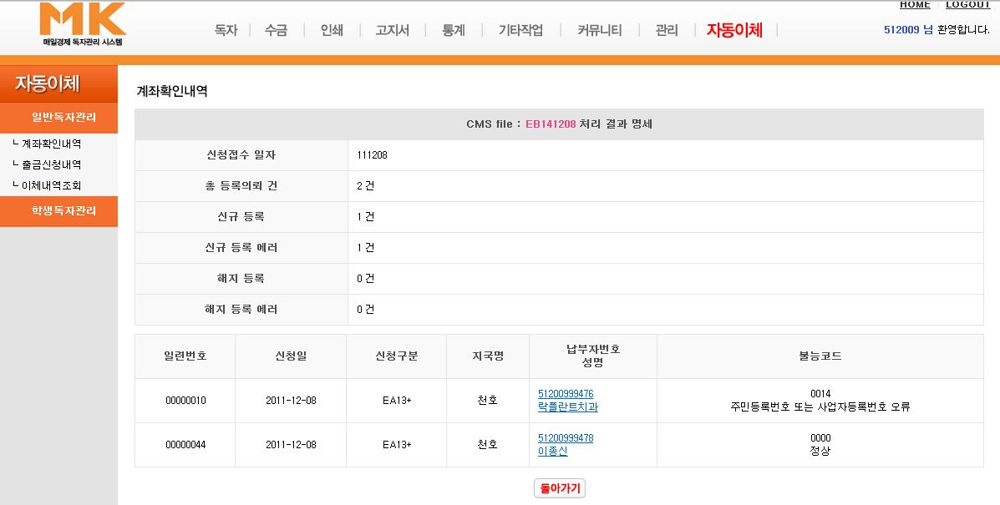 HOME | LOGOUT
MK
매일경제 독자관리 시스템
독자 | 수금 | 인쇄 | 고지서 | 통계 | 기타작업 | 커뮤니티 | 관리 | 자동이체 |
512009 님 환영합니다.
자동이체
일반독자관리
└ 계좌확인내역
└ 출금신청내역
└ 이체내역조회
학생독자관리
계좌확인내역
CMS file : EB141208 처리 결과 명세
신청접수 일자 111208
총 등록의뢰 건 2 건
신규 등록 1 건
신규 등록 에러 1 건
해지 등록 0 건
해지 등록 에러 0 건
일련번호 신청일 신청구분 지국명 납부자번호 성명 불능코드
00000010 2011-12-08 EA13+ 천호 51200999476 0014
락플란트치과 주민등록번호 또는 사업자등록번호 오류
00000044 2011-12-08 EA13+ 천호 51200999478 0000
이종신 정상
돌아가기